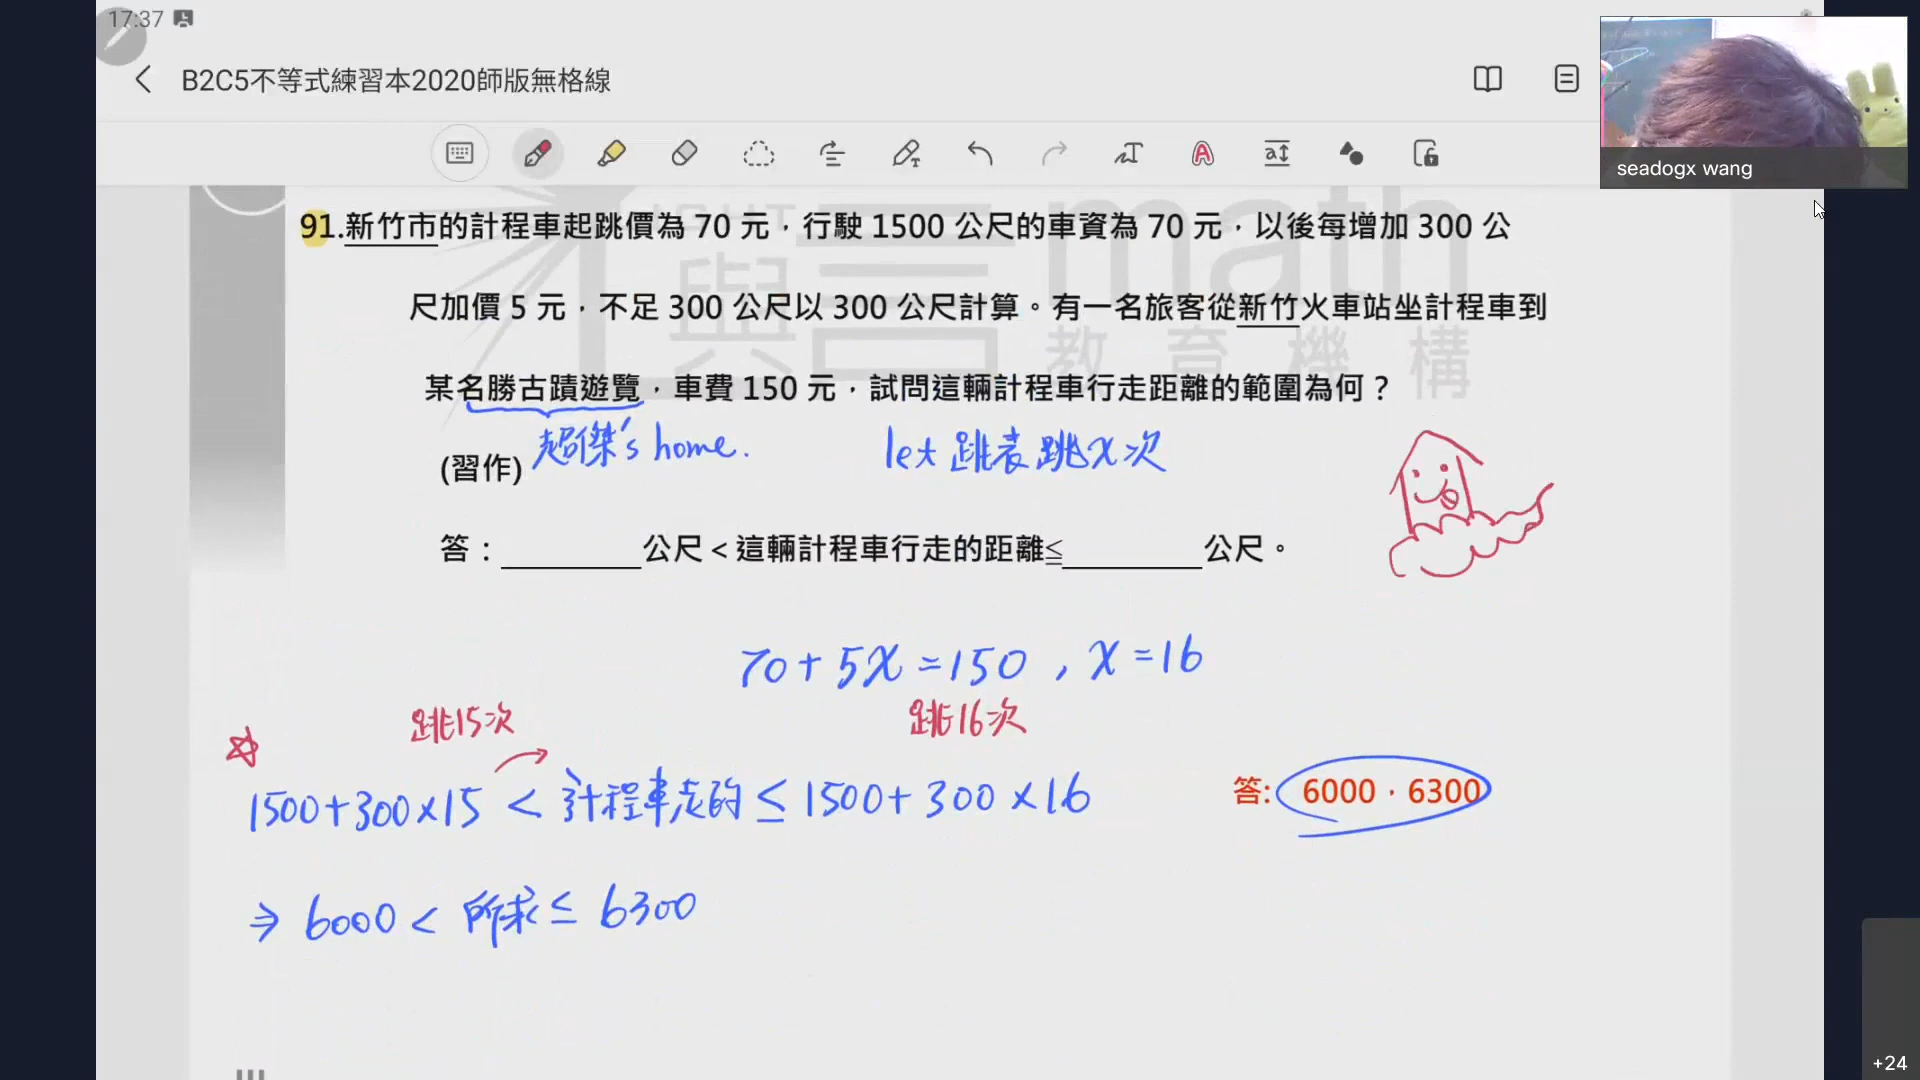 17:37
B2C5不等式練習本2020師版無格線
seadogx wang
91.新竹市的計程車起跳價為 70 元，行駛 1500 公尺的車資為 70 元，以後每增加 300 公
尺加價 5 元，不足 300 公尺以 300 公尺計算。有一名旅客從新竹火車站坐計程車到
某名勝古蹟遊覽，車費 150 元，試問這輛計程車行走距離的範圍為何？
超傑's home. let 跳表跳x次
(習作)
答：＿＿＿＿公尺＜這輛計程車行走的距離≦＿＿＿＿公尺。
70+5x=150 , x=16
跳15次 跳16次
1500+300×15 < 計程車走的 ≤ 1500+300×16
答: 6000，6300
⇒ 6000 < 所求 ≤ 6300
與言 math
教育機構
+24